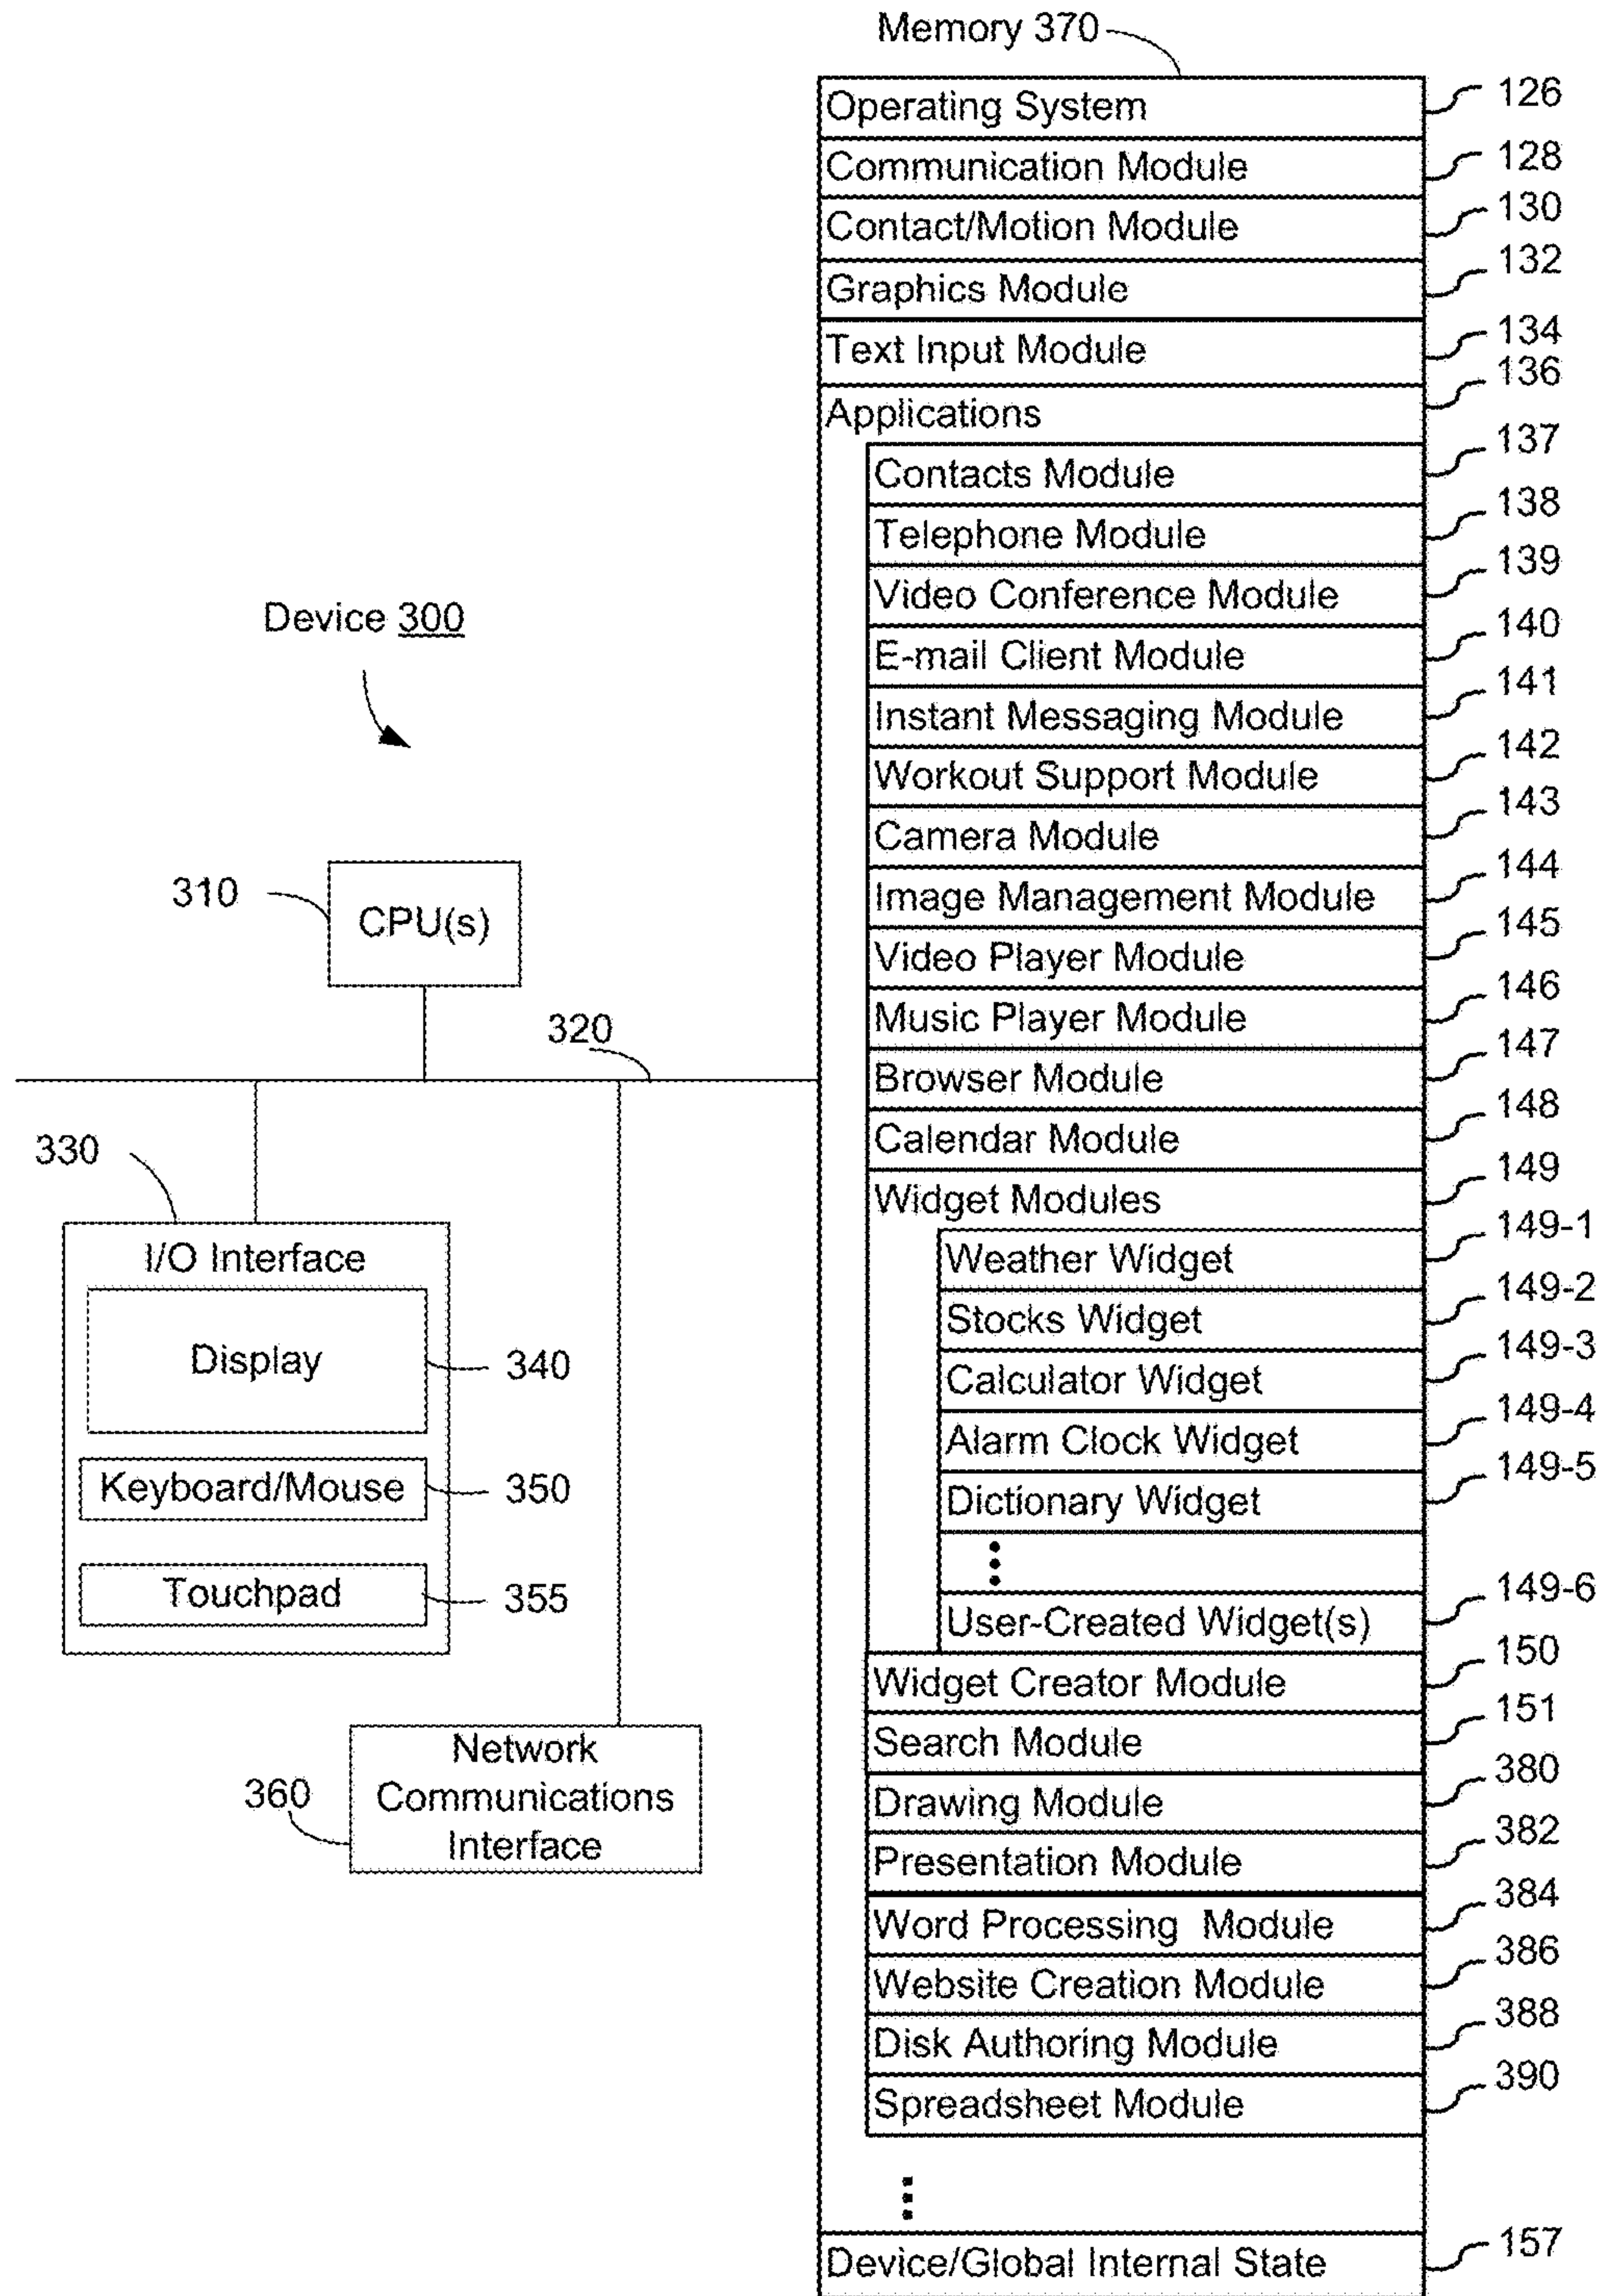 Memory 370
Operating System 126
Communication Module 128
Contact/Motion Module 130
Graphics Module 132
Text Input Module 134
Applications 136
Contacts Module 137
Telephone Module 138
Video Conference Module 139
E-mail Client Module 140
Instant Messaging Module 141
Workout Support Module 142
Camera Module 143
Image Management Module 144
Video Player Module 145
Music Player Module 146
Browser Module 147
Calendar Module 148
Widget Modules 149
Weather Widget 149-1
Stocks Widget 149-2
Calculator Widget 149-3
Alarm Clock Widget 149-4
Dictionary Widget 149-5
User-Created Widget(s) 149-6
Widget Creator Module 150
Search Module 151
Drawing Module 380
Presentation Module 382
Word Processing Module 384
Website Creation Module 386
Disk Authoring Module 388
Spreadsheet Module 390
Device/Global Internal State 157
Device 300
310
CPU(s)
320
330
I/O Interface
Display 340
Keyboard/Mouse 350
Touchpad 355
360
Network
Communications
Interface